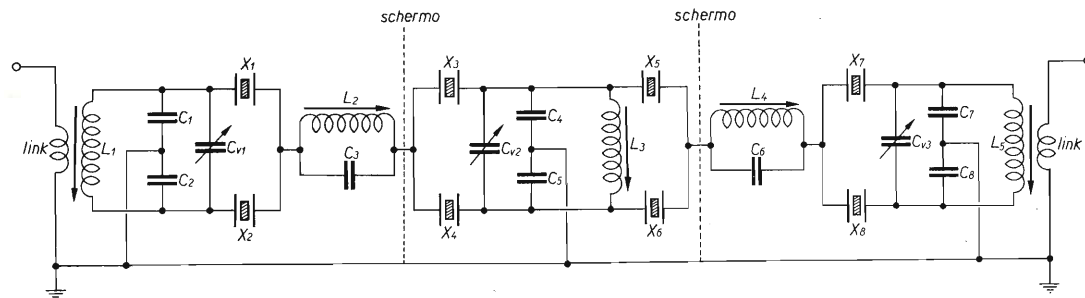 schermo
schermo
X1
X3
X5
X7
L2
L4
C1
Cv1
C4
C7
link
L1
C3
Cv2
L3
C6
Cv3
L5
link
C2
C5
C8
X2
X4
X6
X8